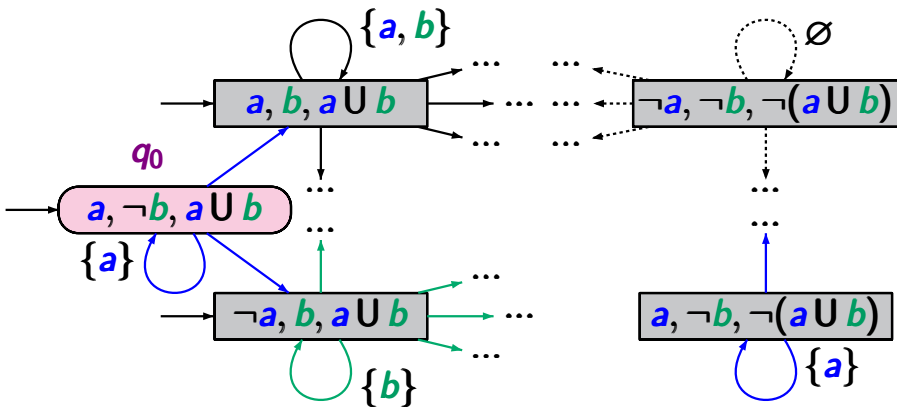 {a, b}
∅
... ...
a, b, a U b
... ...
¬a, ¬b, ¬(a U b)
... ...
q₀
... ...
a, ¬b, a U b
... ...
{a}
...
¬a, b, a U b
...
a, ¬b, ¬(a U b)
...
{b}
{a}